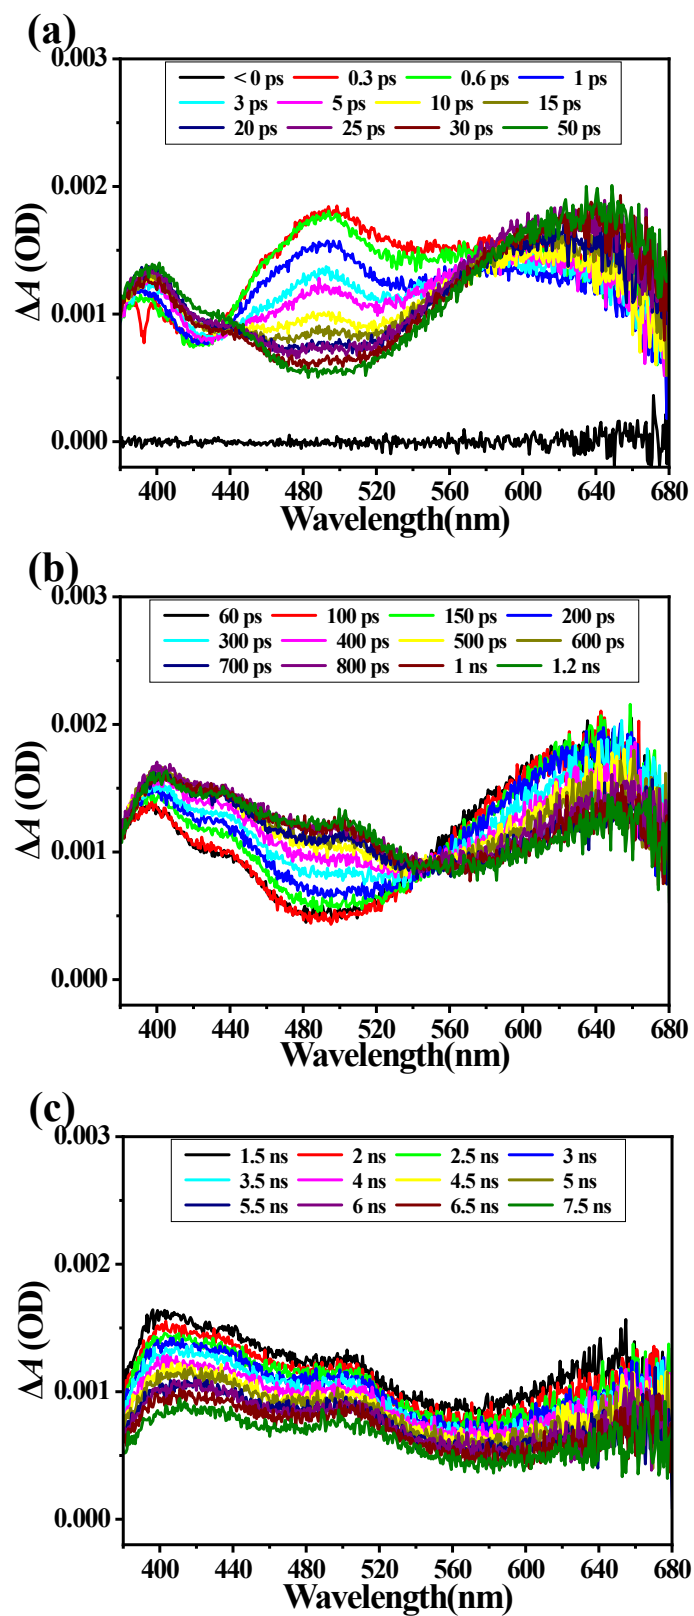 (a)
0.003
< 0 ps 0.3 ps 0.6 ps 1 ps
3 ps 5 ps 10 ps 15 ps
20 ps 25 ps 30 ps 50 ps
0.002
ΔA (OD)
0.001
0.000
400 440 480 520 560 600 640 680
Wavelength(nm)
(b)
0.003
60 ps 100 ps 150 ps 200 ps
300 ps 400 ps 500 ps 600 ps
700 ps 800 ps 1 ns 1.2 ns
0.002
ΔA (OD)
0.001
0.000
400 440 480 520 560 600 640 680
Wavelength(nm)
(c)
0.003
1.5 ns 2 ns 2.5 ns 3 ns
3.5 ns 4 ns 4.5 ns 5 ns
5.5 ns 6 ns 6.5 ns 7.5 ns
0.002
ΔA (OD)
0.001
0.000
400 440 480 520 560 600 640 680
Wavelength(nm)